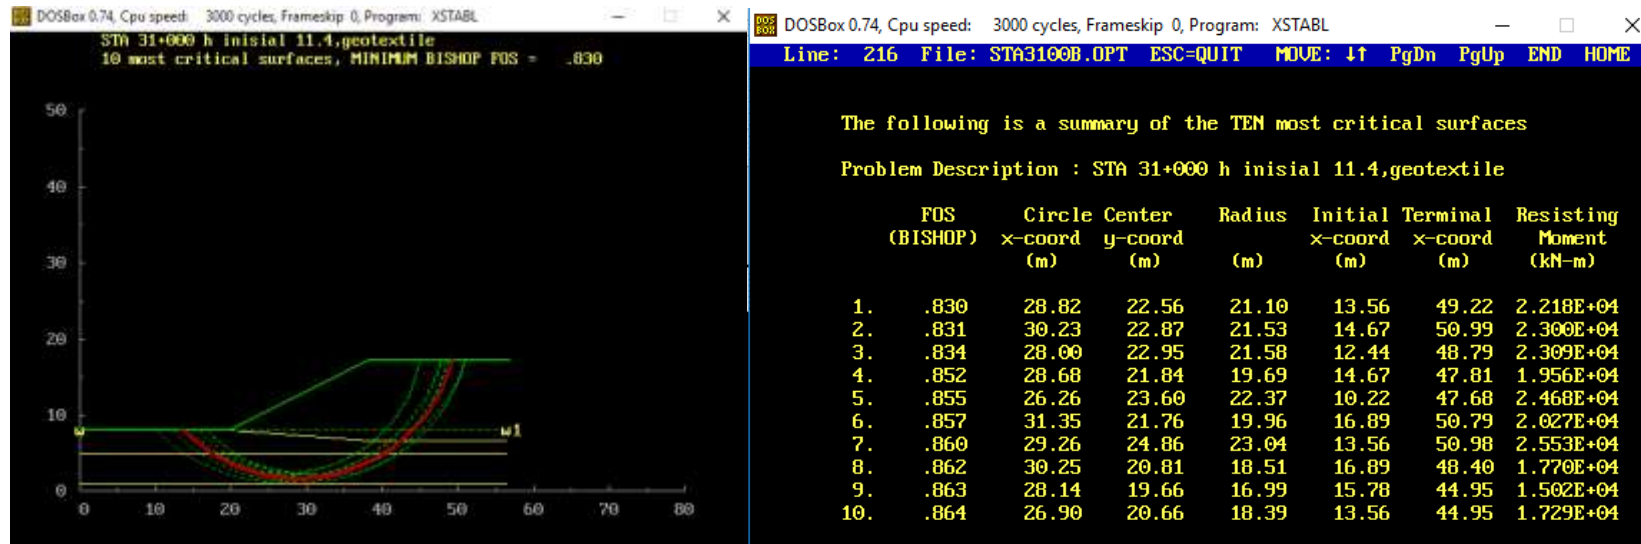 DOSBox 0.74, Cpu speed: 3000 cycles, Frameskip 0, Program: XSTABL
STA 31+000 h inisial 11.4,geotextile
10 most critical surfaces, MINIMUM BISHOP FOS = .830
50
40
30
20
10
0
w w1
0 10 20 30 40 50 60 70 80
DOSBox 0.74, Cpu speed: 3000 cycles, Frameskip 0, Program: XSTABL
Line: 216 File: STA3100B.OPT ESC=QUIT MOVE: ↓↑ PgDn PgUp END HOME
The following is a summary of the TEN most critical surfaces
Problem Description : STA 31+000 h inisial 11.4,geotextile
FOS Circle Center Radius Initial Terminal Resisting
(BISHOP) x-coord y-coord x-coord x-coord Moment
(m) (m) (m) (m) (m) (kN-m)
1. .830 28.82 22.56 21.10 13.56 49.22 2.218E+04
2. .831 30.23 22.87 21.53 14.67 50.99 2.300E+04
3. .834 28.00 22.95 21.58 12.44 48.79 2.309E+04
4. .852 28.68 21.84 19.69 14.67 47.81 1.956E+04
5. .855 26.26 23.60 22.37 10.22 47.68 2.468E+04
6. .857 31.35 21.76 19.96 16.89 50.79 2.027E+04
7. .860 29.26 24.86 23.04 13.56 50.98 2.553E+04
8. .862 30.25 20.81 18.51 16.89 48.40 1.770E+04
9. .863 28.14 19.66 16.99 15.78 44.95 1.502E+04
10. .864 26.90 20.66 18.39 13.56 44.95 1.729E+04